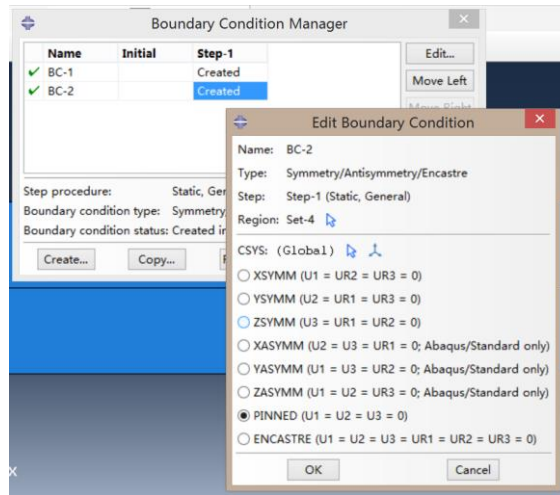 Boundary Condition Manager
Name Initial Step-1
BC-1 Created
BC-2 Created
Edit...
Move Left
Move Right
Step procedure: Static, Ger
Boundary condition type: Symmetry
Boundary condition status: Created in
Create... Copy...
Edit Boundary Condition
Name: BC-2
Type: Symmetry/Antisymmetry/Encastre
Step: Step-1 (Static, General)
Region: Set-4
CSYS: (Global)
XSYMM (U1 = UR2 = UR3 = 0)
YSYMM (U2 = UR1 = UR3 = 0)
ZSYMM (U3 = UR1 = UR2 = 0)
XASYMM (U2 = U3 = UR1 = 0; Abaqus/Standard only)
YASYMM (U1 = U3 = UR2 = 0; Abaqus/Standard only)
ZASYMM (U1 = U2 = UR3 = 0; Abaqus/Standard only)
PINNED (U1 = U2 = U3 = 0)
ENCASTRE (U1 = U2 = U3 = UR1 = UR2 = UR3 = 0)
OK Cancel
x